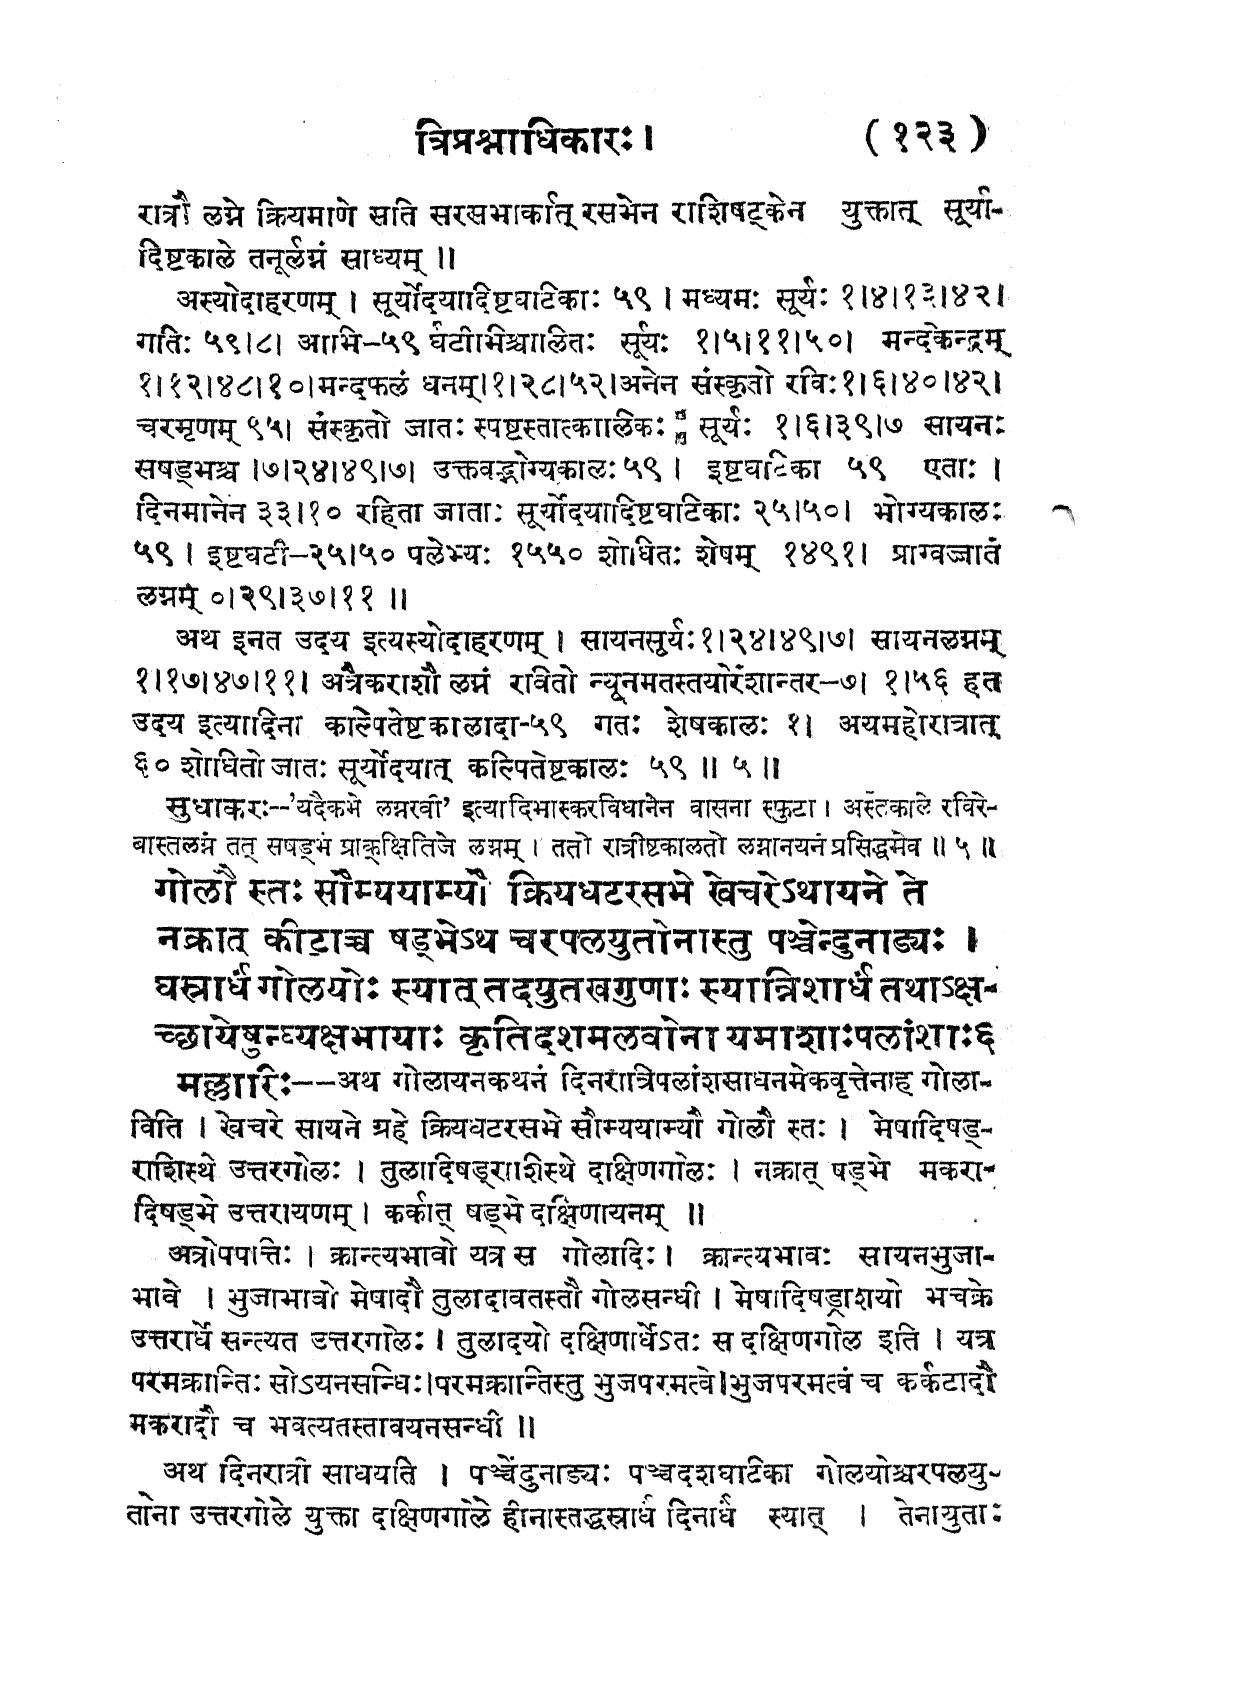 त्रिप्रश्नाधिकारः। (१२३)
रात्रौ लग्ने क्रियमाणे सति सरसभार्कात् रसभेन राशिषट्केन युक्तात् सूर्या-
दिष्टकाले तनूर्लग्नं साध्यम् ॥
अस्योदाहरणम् । सूर्योदयादिष्टघटिकाः ५९ । मध्यमः सूर्यः १।४।१३।४२।
गतिः ५९।८। आभि-५९ र्घटीभिश्चालितः सूर्यः १।५।११।५०। मन्दकेन्द्रम्
१।१२।४८।१०।मन्दफलं धनम्।१।२८।५२।अनेन संस्कृतो रविः१।६।४०।४२।
चरमृणम् ९५। संस्कृतो जातः स्पष्टस्तात्कालिकः सूर्यः १।६।३९।७ सायनः
सषड्भश्च ।७।२४।४९।७। उक्तवद्भोग्यकालः ५९ । इष्टघटिका ५९ एताः ।
दिनमानेन ३३।१० रहिता जाताः सूर्योदयादिष्टघटिकाः २५।५०। भोग्यकालः
५९ । इष्टघटी-२५।५० पलेभ्यः १५५० शोधितः शेषम् १४९१। प्राग्वज्जातं
लग्नम् ०।२९।३७।११ ॥
अथ इनत उदय इत्यस्योदाहरणम् । सायनसूर्यः१।२४।४९।७। सायनलग्नम्
१।१७।४७।११। अत्रैकराशौ लग्नं रवितो न्यूनमतस्तयोरंशान्तर-७। १।५६ हत
उदय इत्यादिना कल्पितेष्टकालादा-५९ गतः शेषकालः १। अयमहोरात्रात्
६० शोधितो जातः सूर्योदयात् कल्पितेष्टकालः ५९ ॥ ५ ॥
सुधाकरः--'यदैकभे लग्नरवी' इत्यादिभास्करविधानेन वासना स्फुटा । अस्तकाले रविरे-
वास्तलग्नं तत् सषड्भं प्राक्क्षितिजे लग्नम् । ततो रात्रीष्टकालतो लग्नानयनं प्रसिद्धमेव ॥ ५ ॥
गोलौ स्तः सौम्ययाम्यौ क्रियधटरसभे खेचरेऽथायने ते
नक्रात् कीटाच्च षड्भेऽथ चरपलयुतोनास्तु पञ्चेन्दुनाड्यः ।
घस्रार्धं गोलयोः स्यात् तदयुतखगुणाः स्यान्निशार्धं तथाऽक्ष-
च्छायेषुघ्न्यक्षभायाः कृतिदशमलवोना यमाशाःपलांशाः६
मल्लारिः--अथ गोलायनकथनं दिनरात्रिपलांशसाधनमेकवृत्तेनाह गोला-
विति । खेचरे सायने ग्रहे क्रियधटरसभे सौम्ययाम्यौ गोलौ स्तः । मेषादिषड्-
राशिस्थे उत्तरगोलः । तुलादिषड्राशिस्थे दक्षिणगोलः । नक्रात् षड्भे मकरा-
दिषड्भे उत्तरायणम् । कर्कात् षड्भे दक्षिणायनम् ॥
अत्रोपपत्तिः । क्रान्त्यभावो यत्र स गोलादिः । क्रान्त्यभावः सायनभुजा-
भावे । भुजाभावो मेषादौ तुलादावतस्तौ गोलसन्धी । मेषादिषड्राशयो भचक्रे
उत्तरार्धे सन्त्यत उत्तरगोलः । तुलादयो दक्षिणार्धेऽतः स दक्षिणगोल इति । यत्र
परमक्रान्तिः सोऽयनसन्धिः।परमक्रान्तिस्तु भुजपरमत्वे।भुजपरमत्वं च कर्कटादौ
मकरादौ च भवत्यतस्तावयनसन्धी ॥
अथ दिनरात्री साधयति । पञ्चेंदुनाड्यः पञ्चदशघटिका गोलयोश्चरपलयु-
तोना उत्तरगोले युक्ता दक्षिणगोले हीनास्तद्घस्रार्धं दिनार्धं स्यात् । तेनायुताः